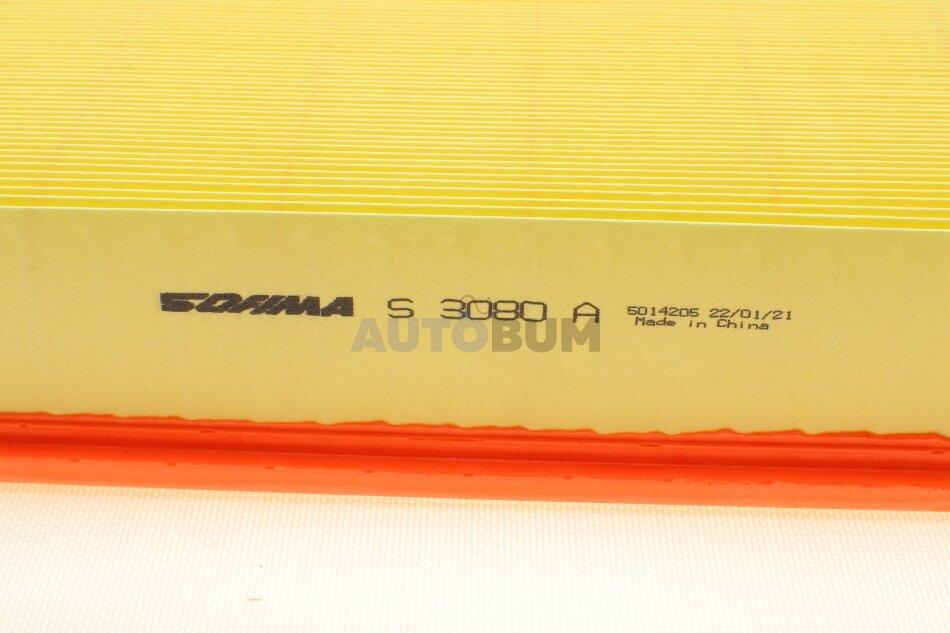 SOFIMA S 3080 A 5014205 22/01/21
Made in China
AUTOBUM